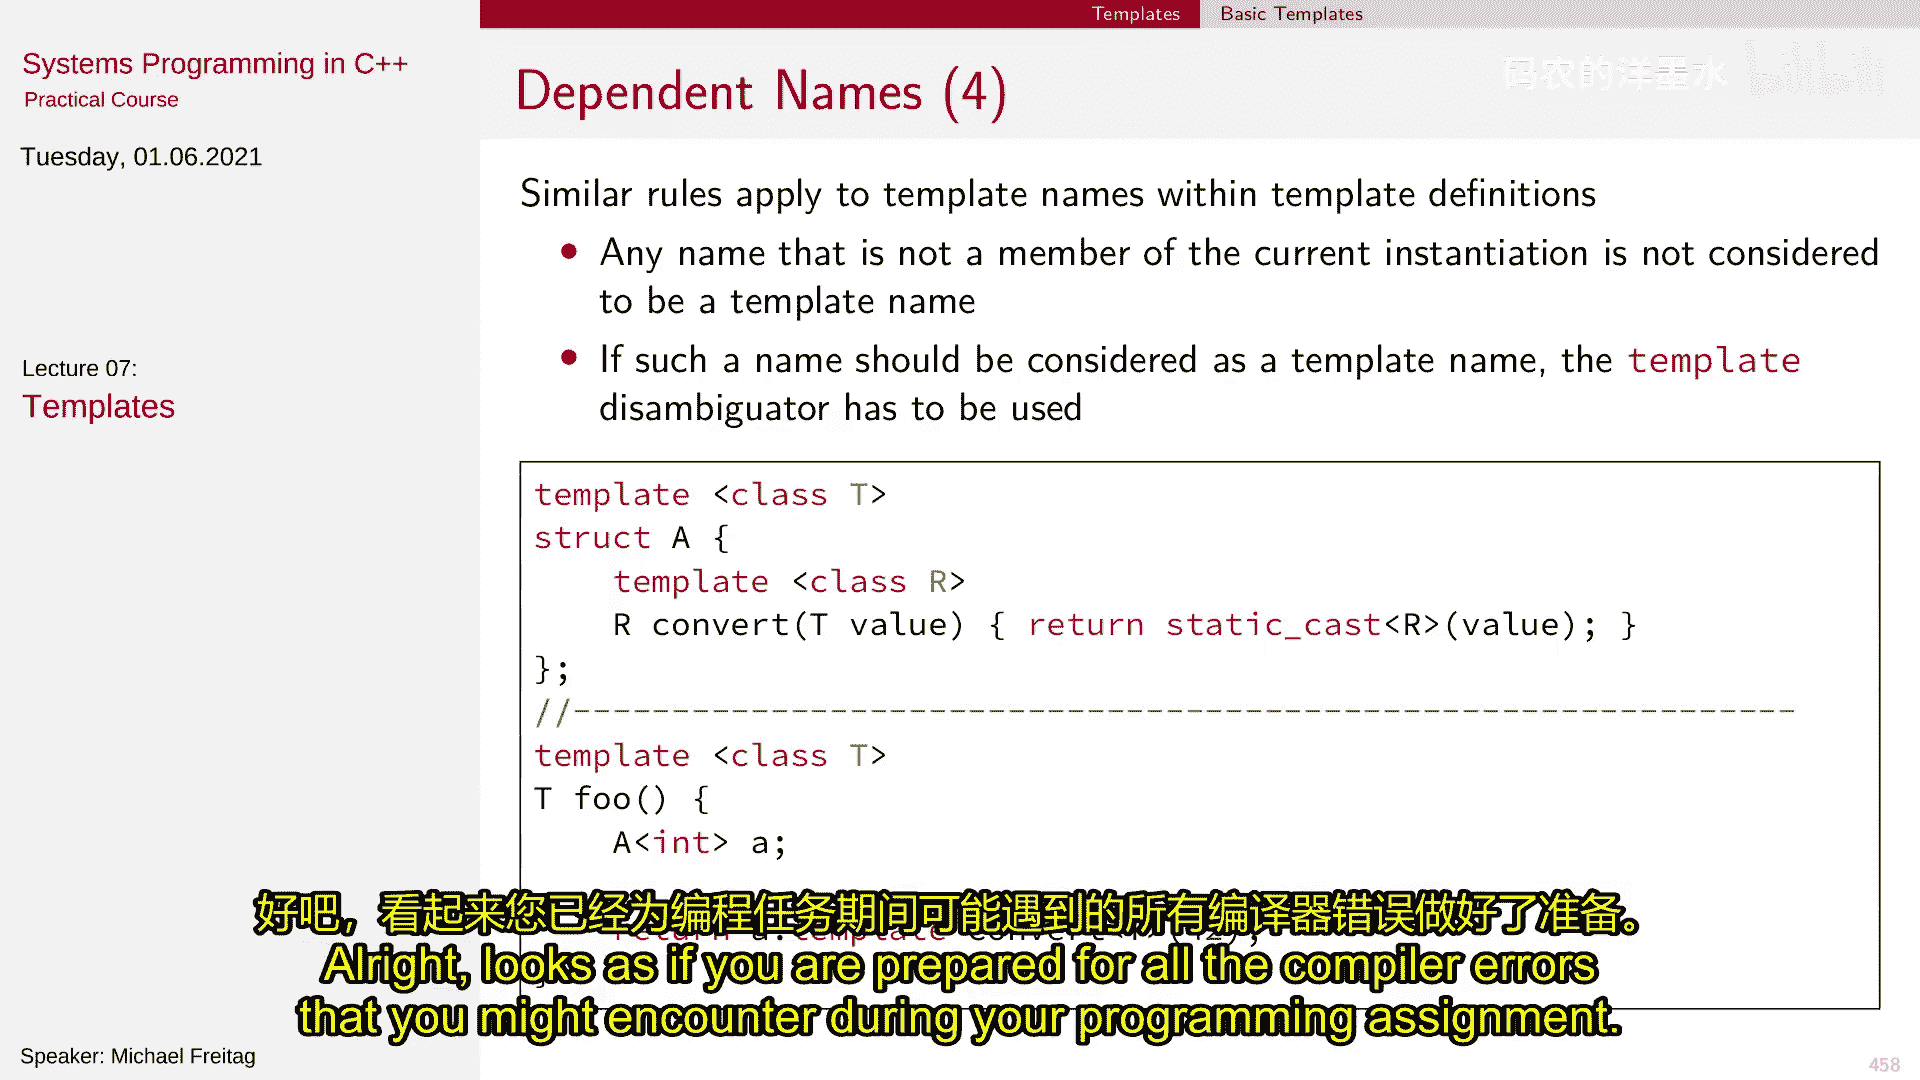 Templates
Basic Templates
Systems Programming in C++
Practical Course
Tuesday, 01.06.2021
Lecture 07:
Templates
Speaker: Michael Freitag
Dependent Names (4)
码农的洋墨水
Similar rules apply to template names within template definitions
• Any name that is not a member of the current instantiation is not considered
to be a template name
• If such a name should be considered as a template name, the template
disambiguator has to be used
template <class T>
struct A {
    template <class R>
    R convert(T value) { return static_cast<R>(value); }
};
//--------------------------------------------------------------
template <class T>
T foo() {
    A<int> a;
好吧，看起来您已经为编程任务期间可能遇到的所有编译器错误做好了准备。
Alright, looks as if you are prepared for all the compiler errors
that you might encounter during your programming assignment.
458